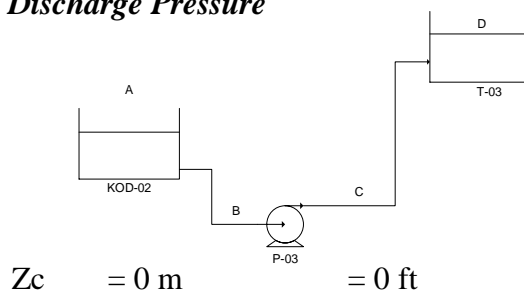 Discharge Pressure
D
A
T-03
KOD-02
C
B
P-03
Zc = 0 m = 0 ft